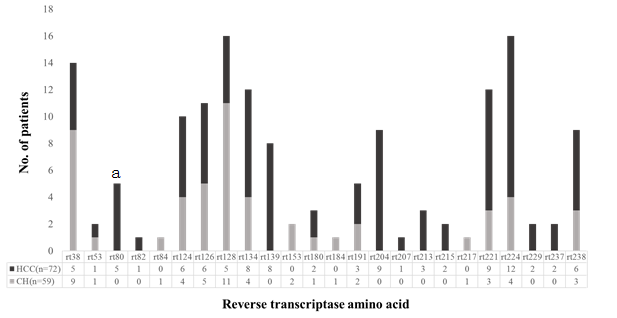 18
16
14
12
10
8
6
4
2
0
No. of patients
a
rt38 rt53 rt80 rt82 rt84 rt124 rt126 rt128 rt134 rt139 rt153 rt180 rt184 rt191 rt204 rt207 rt213 rt215 rt217 rt221 rt224 rt229 rt237 rt238
HCC(n=72) 5 1 5 1 0 6 6 5 8 8 0 2 0 3 9 1 3 2 0 9 12 2 2 6
CH(n=59) 9 1 0 0 1 4 5 11 4 0 2 1 1 2 0 0 0 0 1 3 4 0 0 3
Reverse transcriptase amino acid